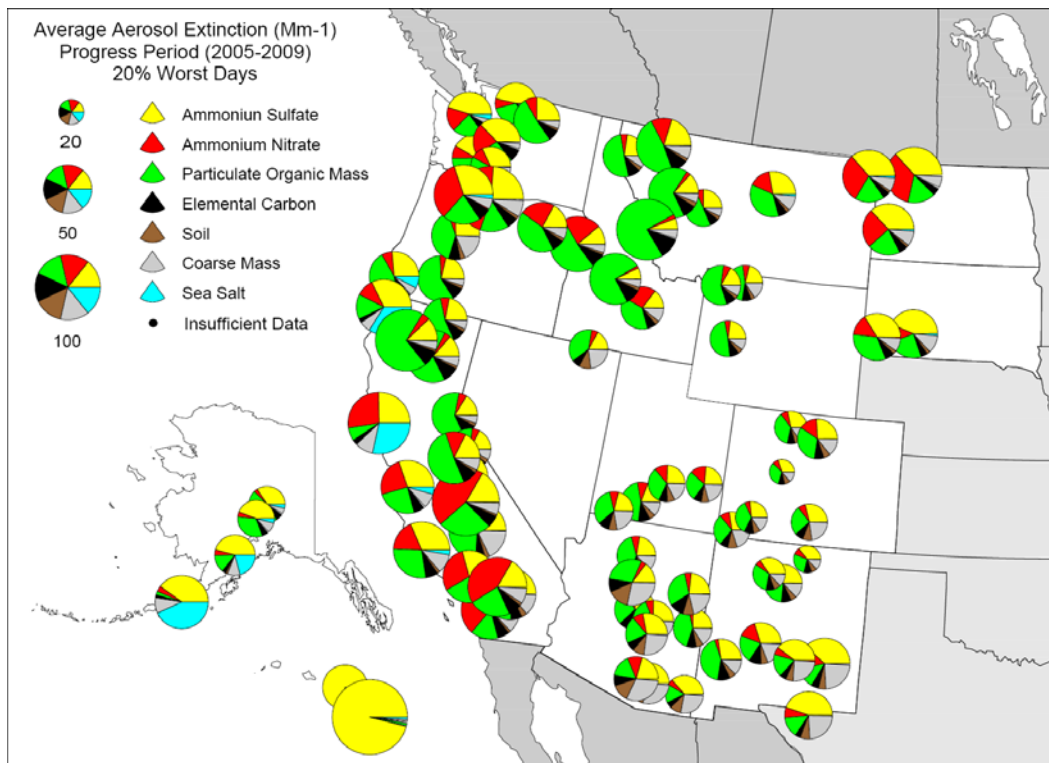 Average Aerosol Extinction (Mm-1)
Progress Period (2005-2009)
20% Worst Days
20
50
100
Ammoniun Sulfate
Ammonium Nitrate
Particulate Organic Mass
Elemental Carbon
Soil
Coarse Mass
Sea Salt
Insufficient Data